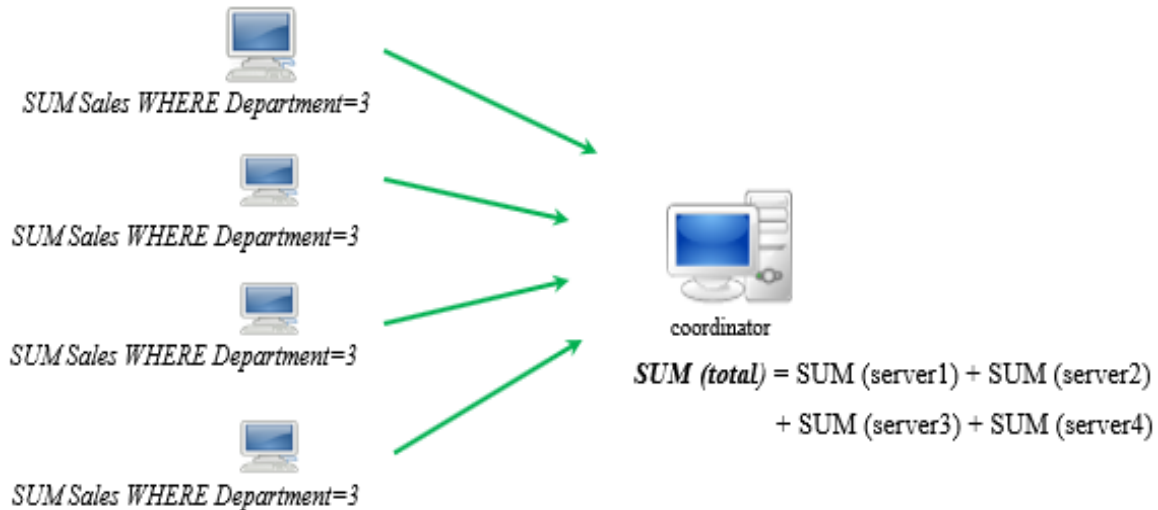 SUM Sales WHERE Department=3
SUM Sales WHERE Department=3
SUM Sales WHERE Department=3
SUM Sales WHERE Department=3
coordinator
SUM (total) = SUM (server1) + SUM (server2)
+ SUM (server3) + SUM (server4)